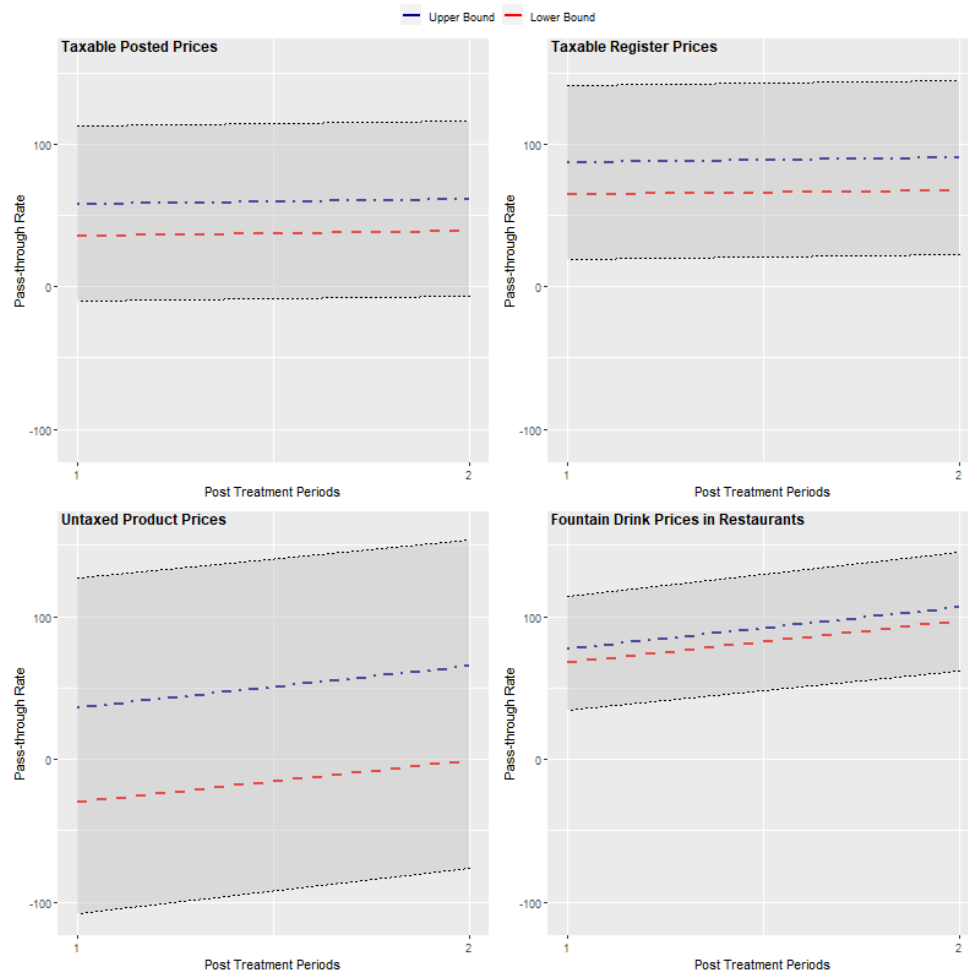 Upper Bound Lower Bound
Taxable Posted Prices
Pass-through Rate
100
0
-100
1 2
Post Treatment Periods
Taxable Register Prices
Pass-through Rate
100
0
-100
1 2
Post Treatment Periods
Untaxed Product Prices
Pass-through Rate
100
0
-100
1 2
Post Treatment Periods
Fountain Drink Prices in Restaurants
Pass-through Rate
100
0
-100
1 2
Post Treatment Periods